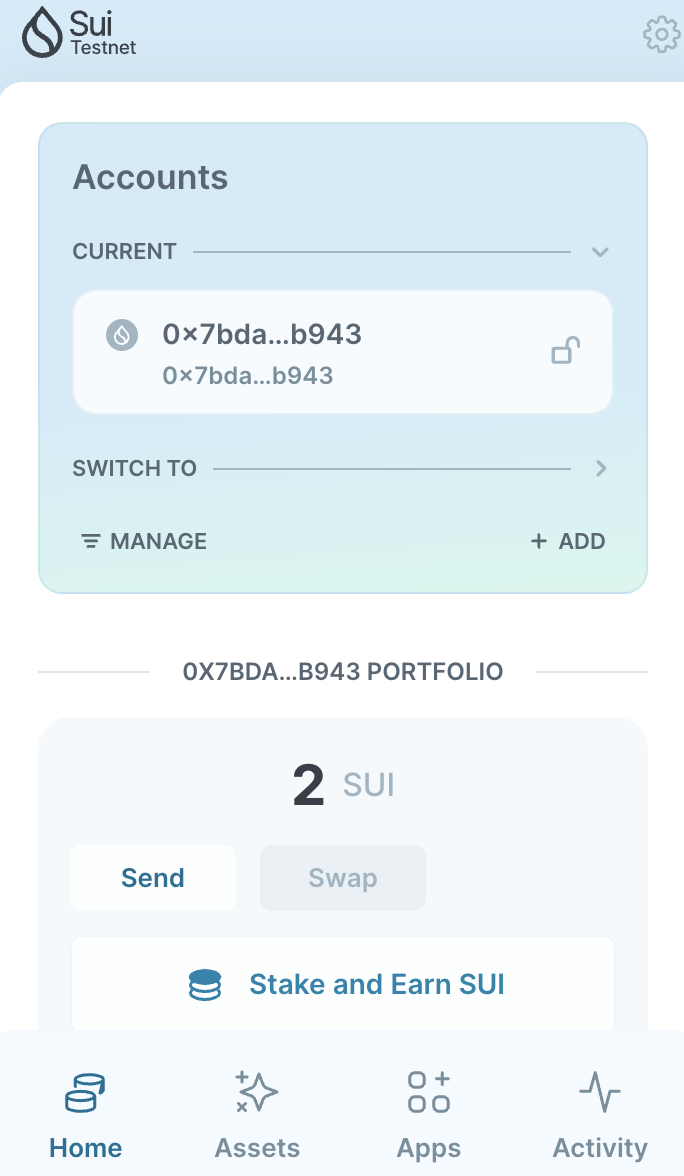 Sui
Testnet
Accounts
CURRENT
0×7bda...b943
0×7bda...b943
SWITCH TO
MANAGE
+ ADD
0X7BDA...B943 PORTFOLIO
2 SUI
Send
Swap
Stake and Earn SUI
Home
Assets
Apps
Activity